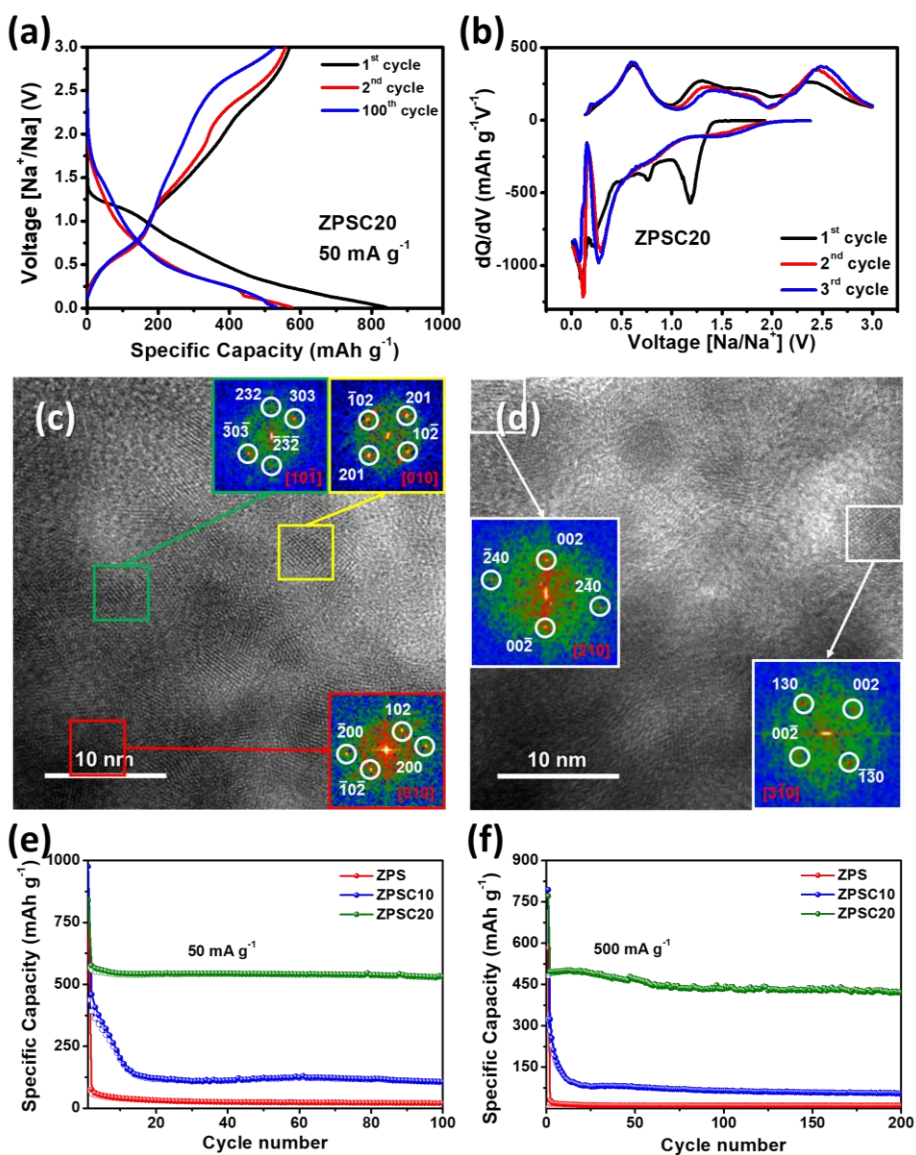 (a)
3.0
2.5
2.0
1.5
1.0
0.5
0.0
Voltage [Na⁺/Na] (V)
1ˢᵗ cycle
2ⁿᵈ cycle
100ᵗʰ cycle
ZPSC20
50 mA g⁻¹
0 200 400 600 800 1000
Specific Capacity (mAh g⁻¹)
(b)
500
0
-500
-1000
dQ/dV (mAh g⁻¹V⁻¹)
ZPSC20
1ˢᵗ cycle
2ⁿᵈ cycle
3ʳᵈ cycle
0.0 0.5 1.0 1.5 2.0 2.5 3.0
Voltage [Na/Na⁺] (V)
(c)
232 303
3̄03̄ 2̄3̄2̄
[101̄]
1̄02 201
201 102̄
[010]
102
2̄00 200
1̄02̄
[010]
10 nm
(d)
002
2̄40 24̄0
002̄
[210]
130 002
002̄ 1̄30
[31̄0]
10 nm
(e)
1000
750
500
250
0
Specific Capacity (mAh g⁻¹)
ZPS
ZPSC10
ZPSC20
50 mA g⁻¹
20 40 60 80 100
Cycle number
(f)
900
750
600
450
300
150
0
Specific Capacity (mAh g⁻¹)
ZPS
ZPSC10
ZPSC20
500 mA g⁻¹
0 50 100 150 200
Cycle number